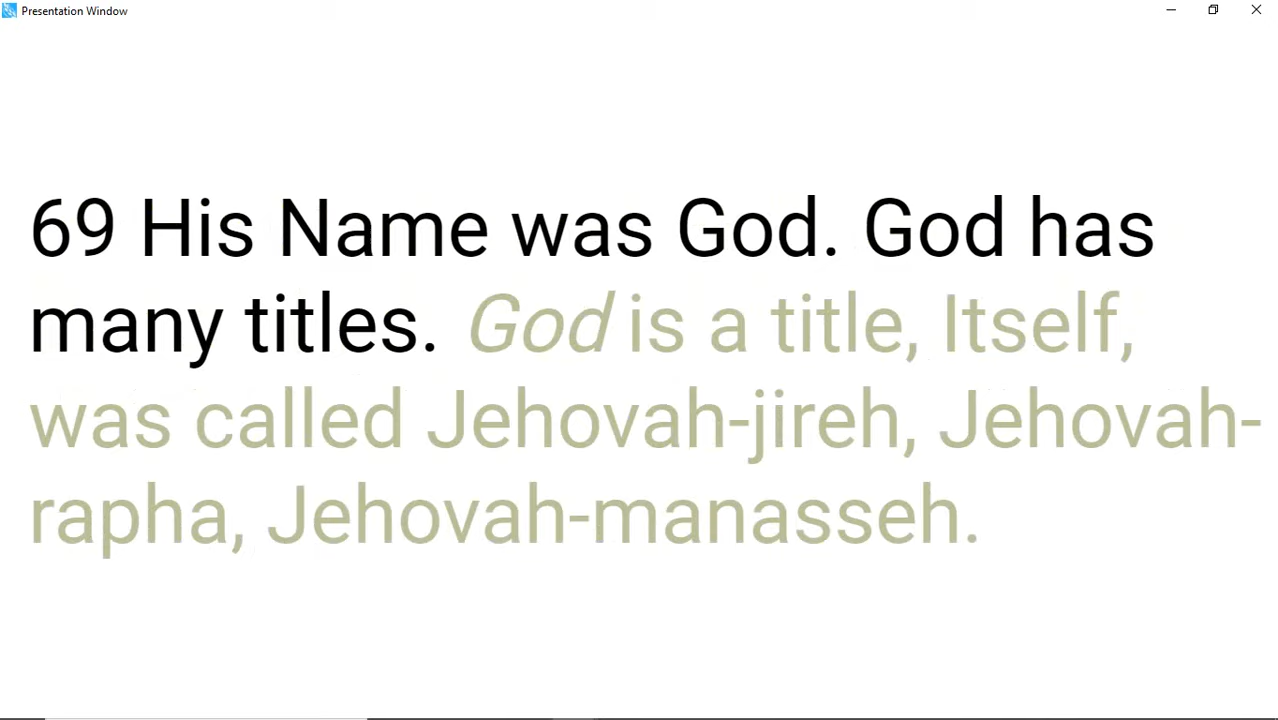 Presentation Window
69 His Name was God. God has
many titles. God is a title, Itself,
was called Jehovah-jireh, Jehovah-
rapha, Jehovah-manasseh.